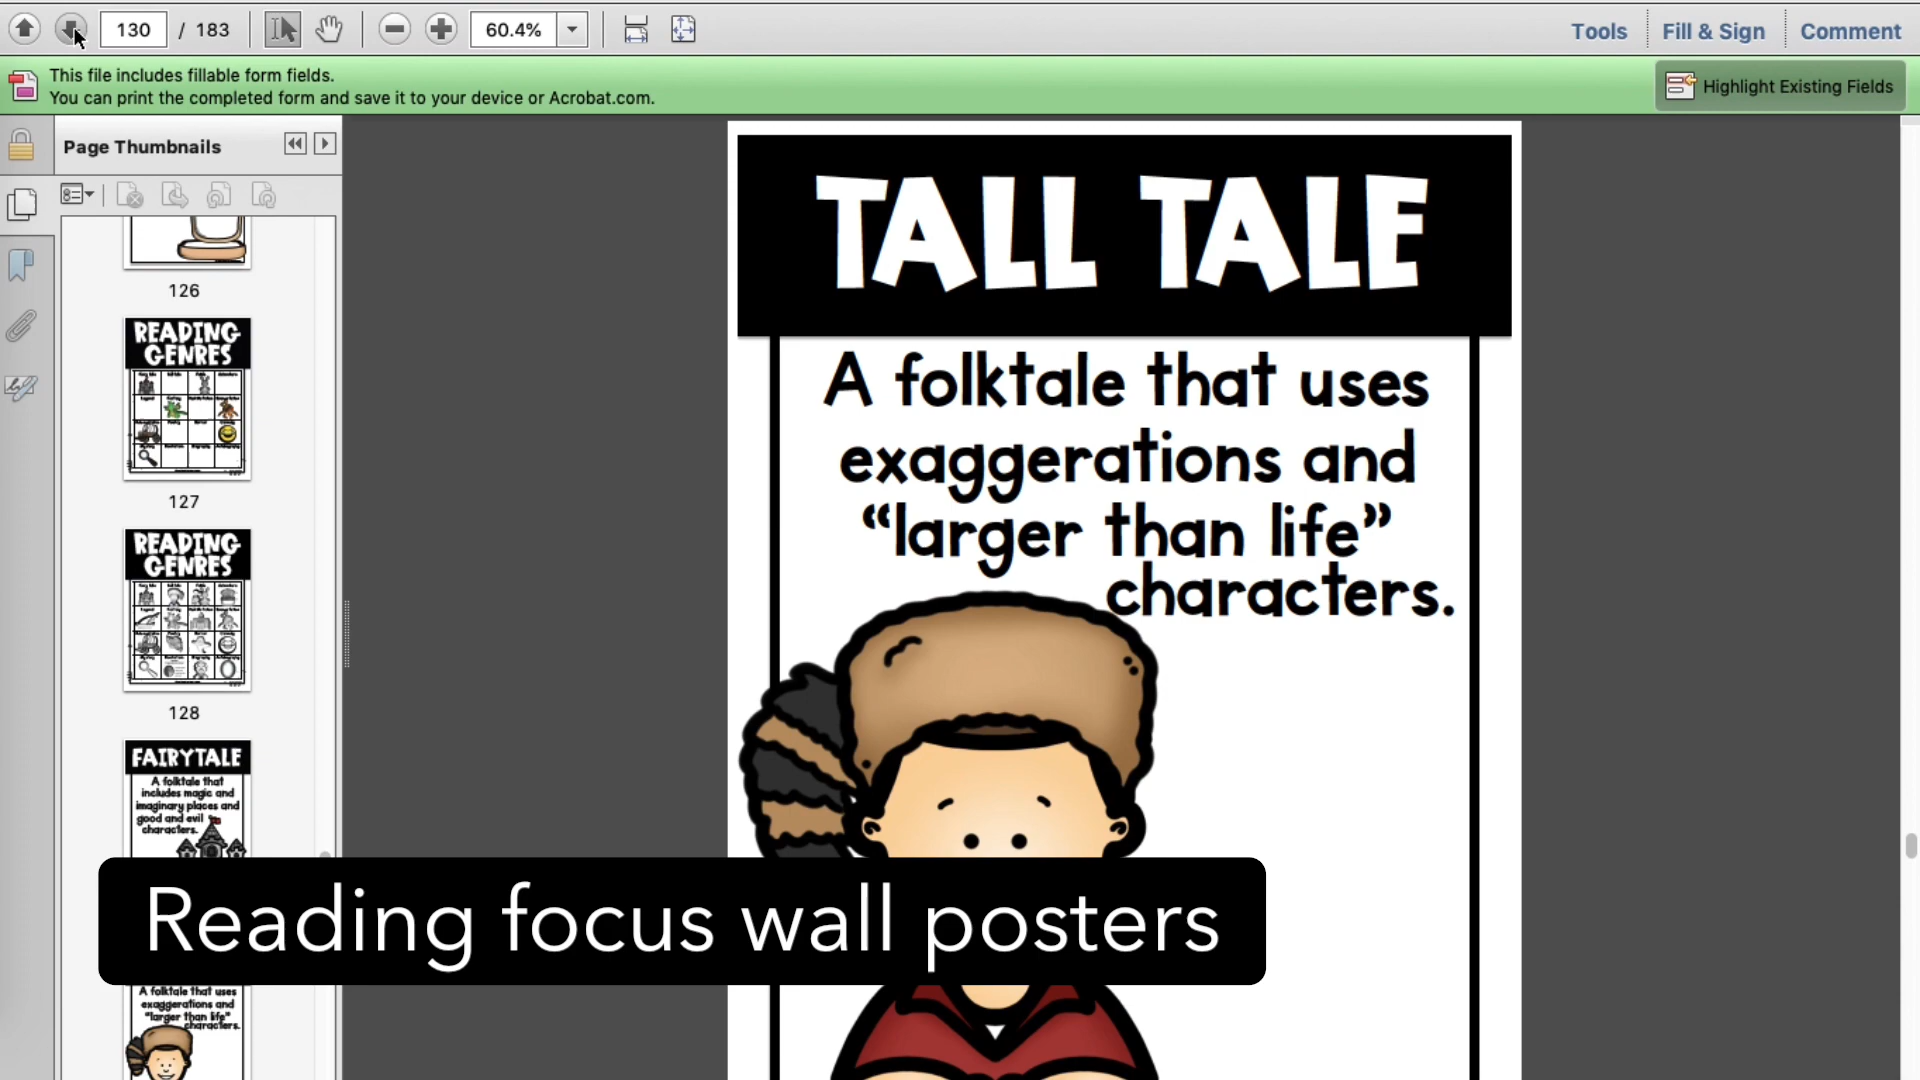 130 / 183
60.4%
Tools
Fill & Sign
Comment
This file includes fillable form fields.
You can print the completed form and save it to your device or Acrobat.com.
Highlight Existing Fields
Page Thumbnails
126
READING
GENRES
127
READING
GENRES
128
FAIRYTALE
A folktale that
includes magic and
imaginary places and
good and evil
characters.
A folktale that uses
exaggerations and
“larger than life”
characters.
TALL TALE
A folktale that uses
exaggerations and
“larger than life”
characters.
Reading focus wall posters